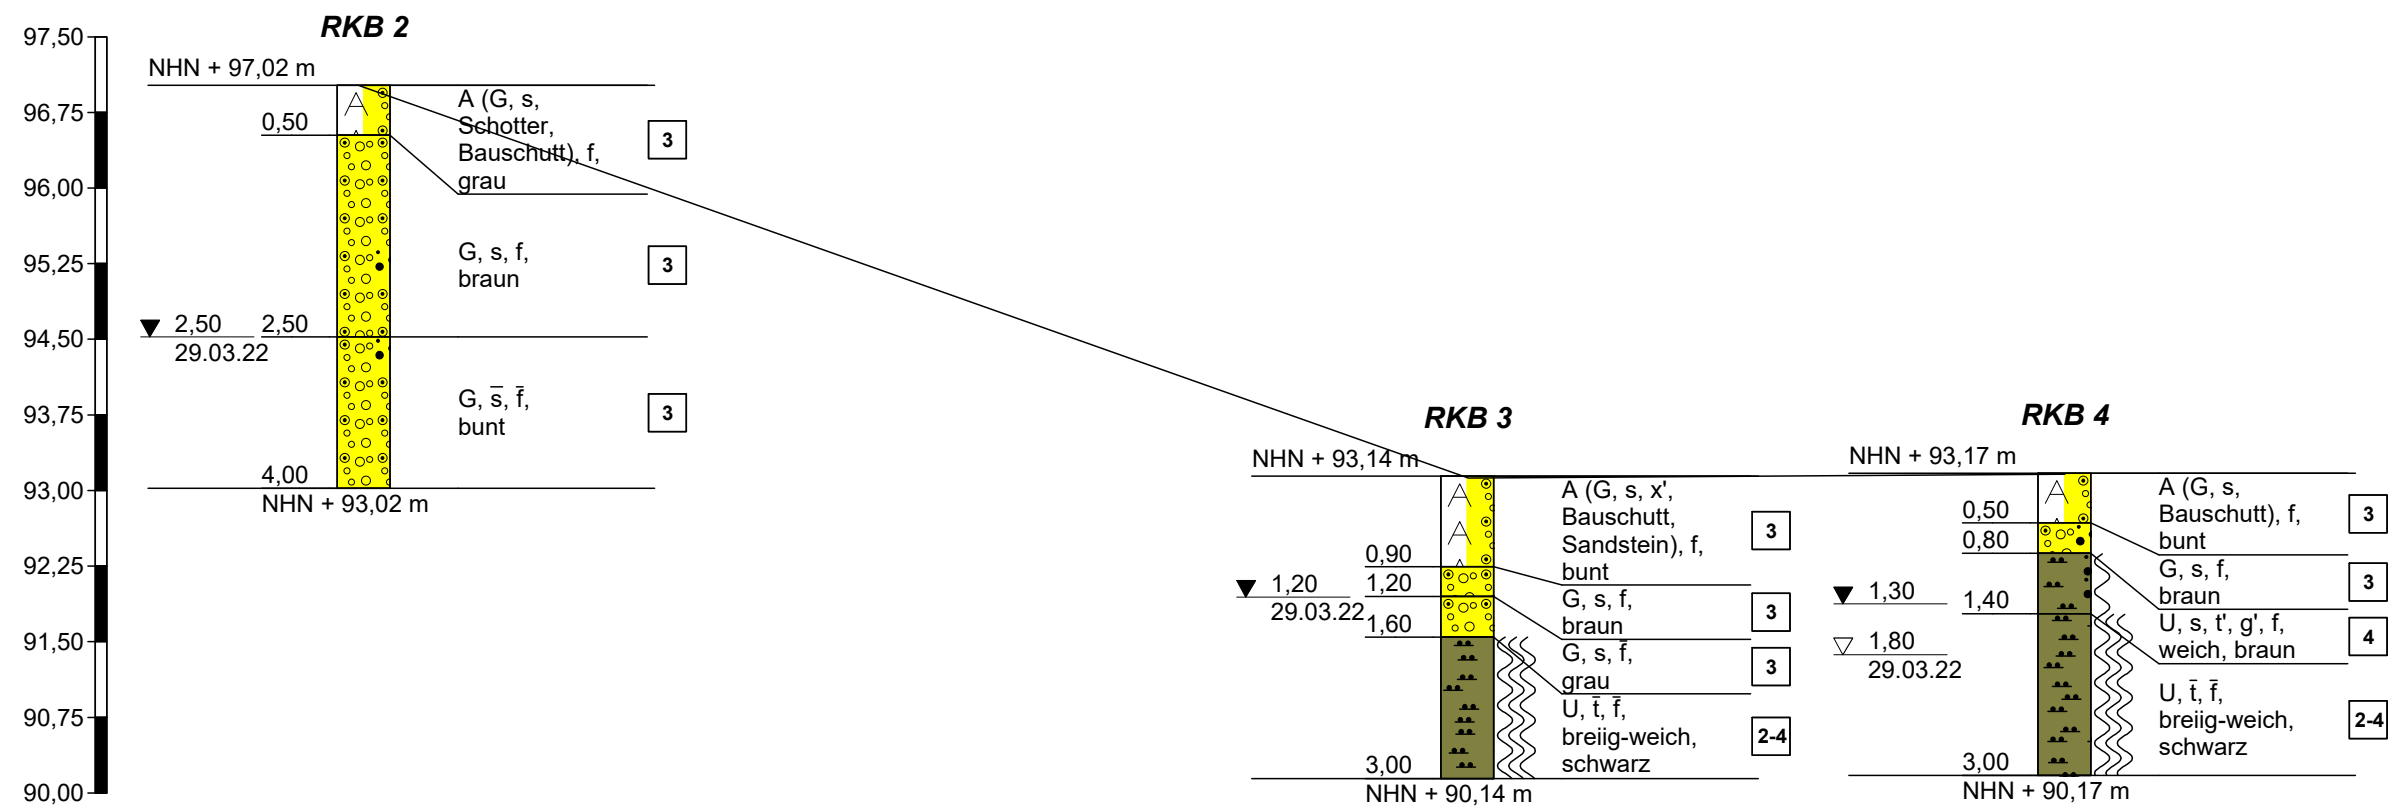 97,50
96,75
96,00
95,25
94,50
93,75
93,00
92,25
91,50
90,75
90,00
RKB 2
NHN + 97,02 m
A
0,50
A (G, s,
Schotter,
Bauschutt), f,
grau
3
G, s, f,
braun
3
2,50
29.03.22
2,50
G, s̅, f̅,
bunt
3
4,00
NHN + 93,02 m
RKB 3
NHN + 93,14 m
A
A
0,90
1,20
1,60
1,20
29.03.22
A (G, s, x',
Bauschutt,
Sandstein), f,
bunt
3
G, s, f,
braun
3
G, s, f̅,
grau
3
U, t̅, f̅,
breiig-weich,
schwarz
2-4
3,00
NHN + 90,14 m
RKB 4
NHN + 93,17 m
A
0,50
0,80
1,40
1,30
1,80
29.03.22
A (G, s,
Bauschutt), f,
bunt
3
G, s, f,
braun
3
U, s, t', g', f,
weich, braun
4
U, t̅, f̅,
breiig-weich,
schwarz
2-4
3,00
NHN + 90,17 m